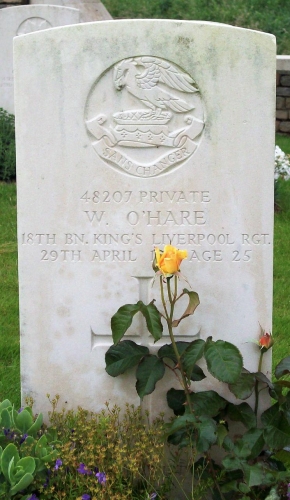 SANS CHANGER
48207 PRIVATE
W. O'HARE
18TH BN. KING'S LIVERPOOL RGT.
29TH APRIL AGE 25